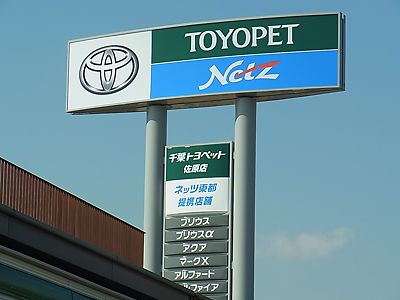 TOYOPET
Netz
千葉トヨペット
佐原店
ネッツ東都
提携店舗
プリウス
プリウスα
アクア
マークX
アルファード